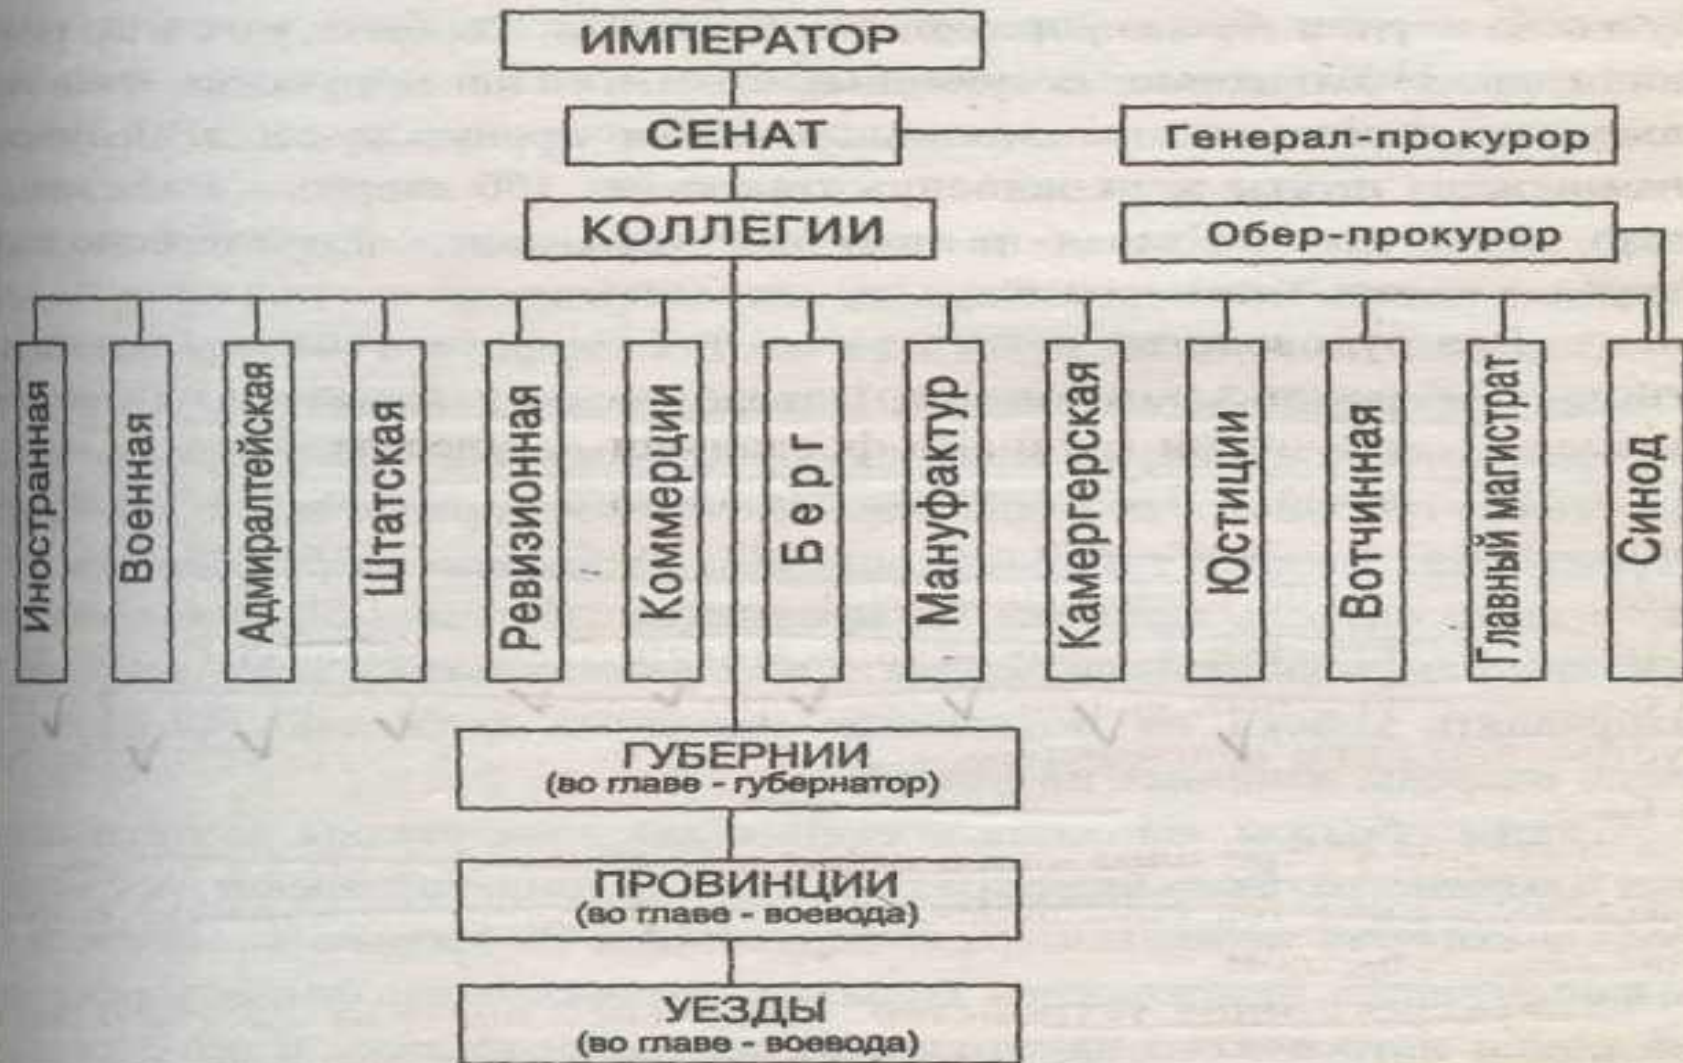 ИМПЕРАТОР
СЕНАТ
Генерал-прокурор
КОЛЛЕГИИ
Обер-прокурор
Иностранная
Военная
Адмиралтейская
Штатская
Ревизионная
Коммерции
Берг
Мануфактур
Камергерская
Юстиции
Вотчинная
Главный магистрат
Синод
ГУБЕРНИИ
(во главе - губернатор)
ПРОВИНЦИИ
(во главе - воевода)
УЕЗДЫ
(во главе - воевода)